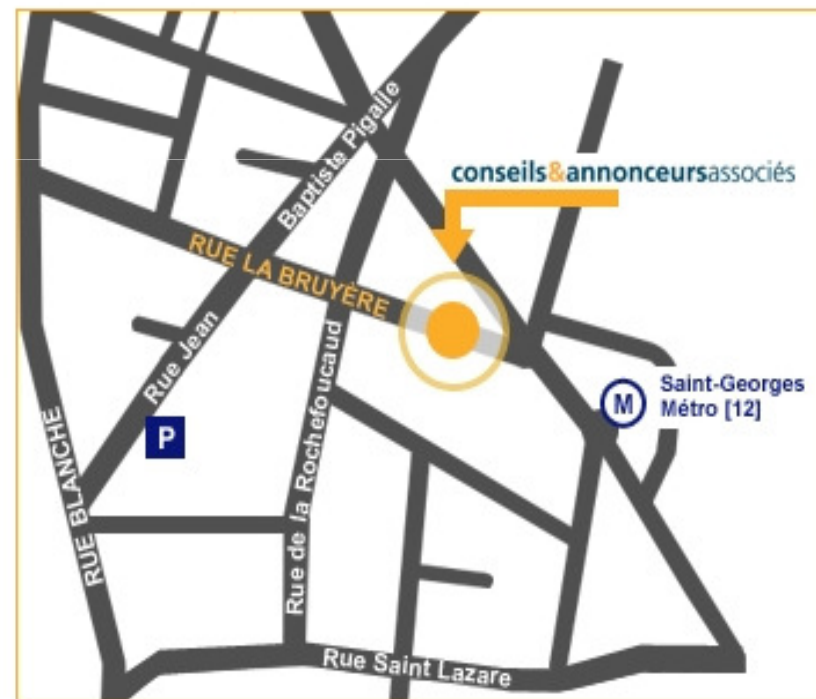 Rue Jean Baptiste Pigalle
conseils&annonceursassociés
RUE LA BRUYÈRE
Rue de la Rochefoucaud
M
Saint-Georges
Métro [12]
P
RUE BLANCHE
Rue Saint Lazare